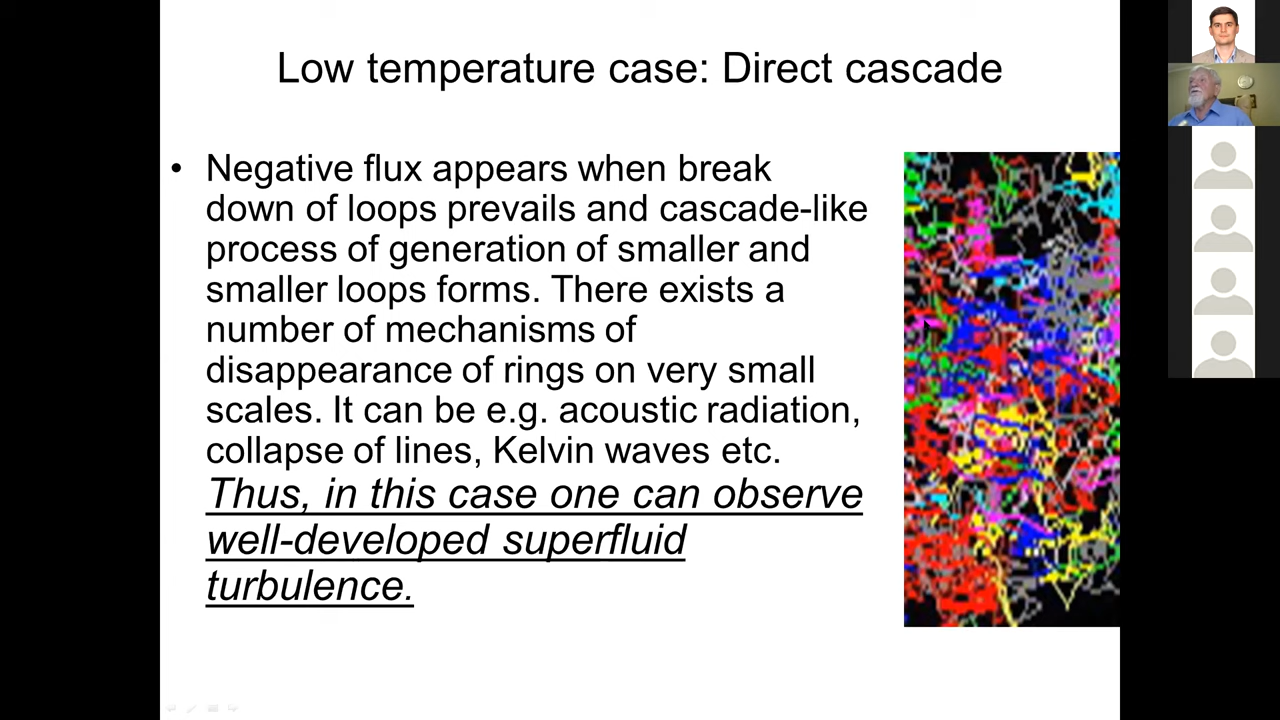 Low temperature case: Direct cascade
• Negative flux appears when break
down of loops prevails and cascade-like
process of generation of smaller and
smaller loops forms. There exists a
number of mechanisms of
disappearance of rings on very small
scales. It can be e.g. acoustic radiation,
collapse of lines, Kelvin waves etc.
Thus, in this case one can observe
well-developed superfluid
turbulence.